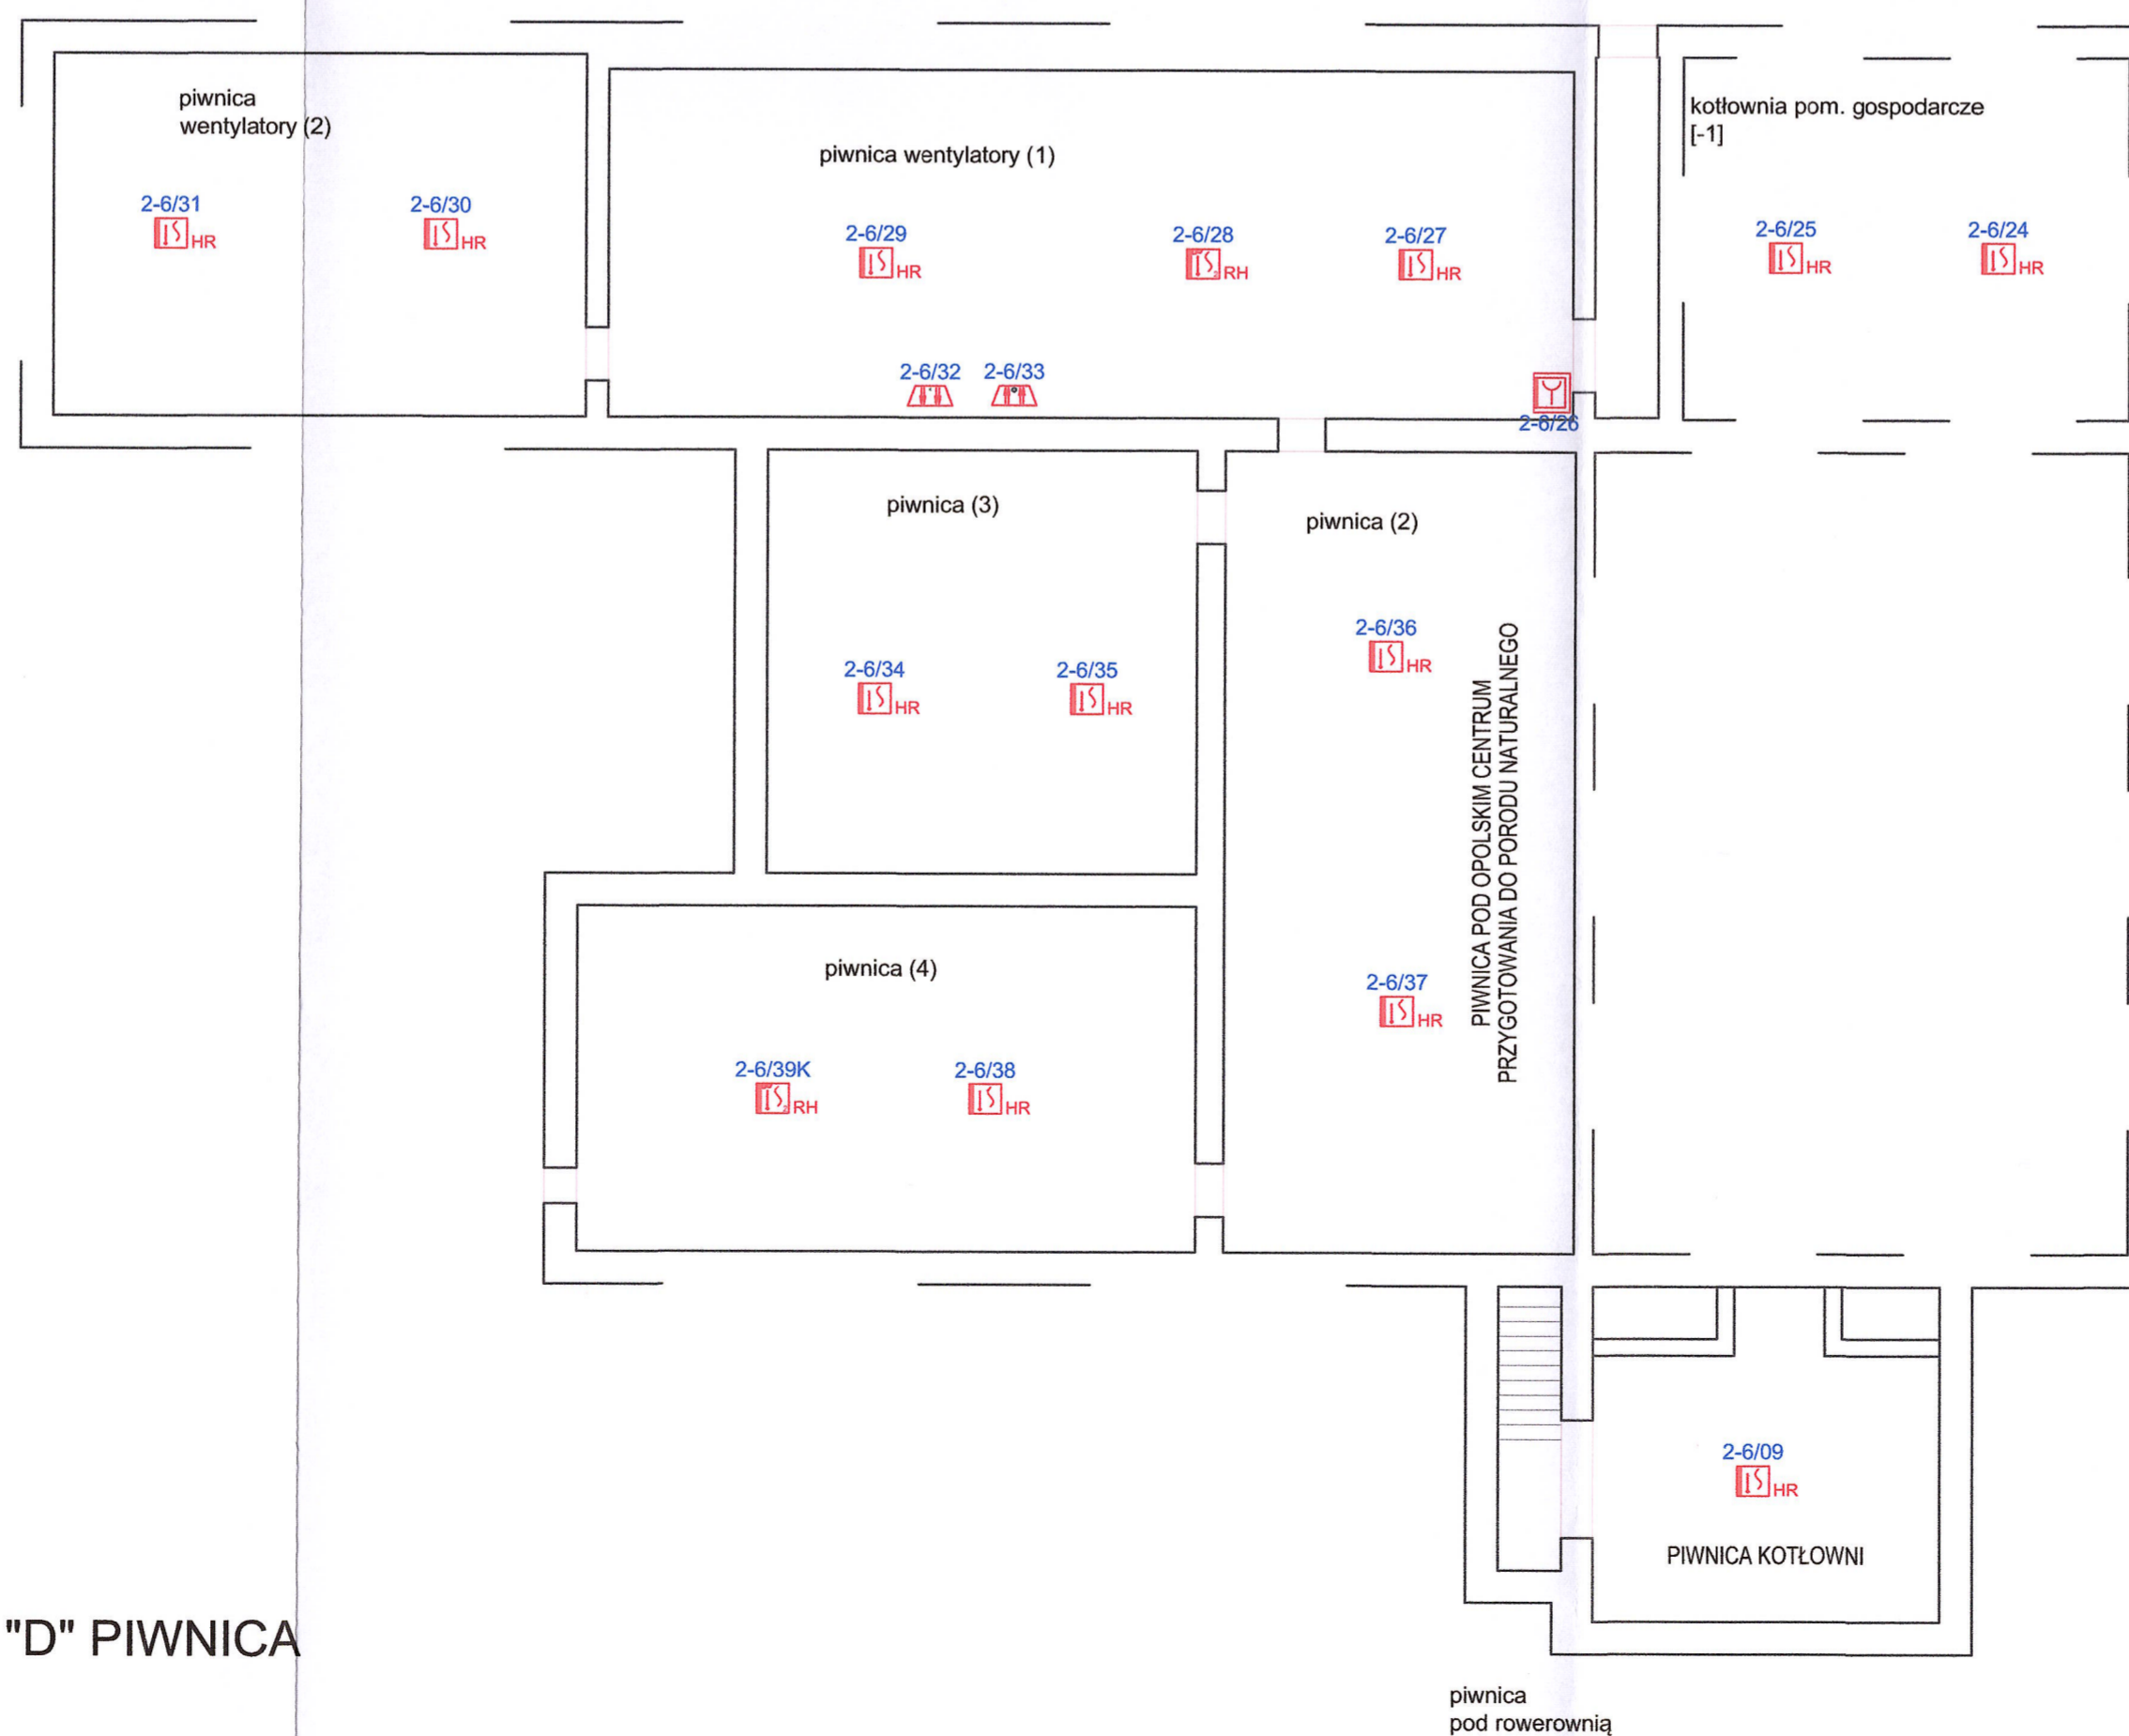 piwnica
wentylatory (2)
2-6/31
HR
2-6/30
HR
piwnica wentylatory (1)
2-6/29
HR
2-6/28
RH
2-6/27
HR
2-6/32
2-6/33
2-6/26
kotłownia pom. gospodarcze
[-1]
2-6/25
HR
2-6/24
HR
piwnica (3)
2-6/34
HR
2-6/35
HR
piwnica (2)
2-6/36
HR
2-6/37
HR
PIWNICA POD OPOLSKIM CENTRUM
PRZYGOTOWANIA DO PORODU NATURALNEGO
piwnica (4)
2-6/39K
RH
2-6/38
HR
2-6/09
HR
PIWNICA KOTŁOWNI
"D" PIWNICA
piwnica
pod rowerownią